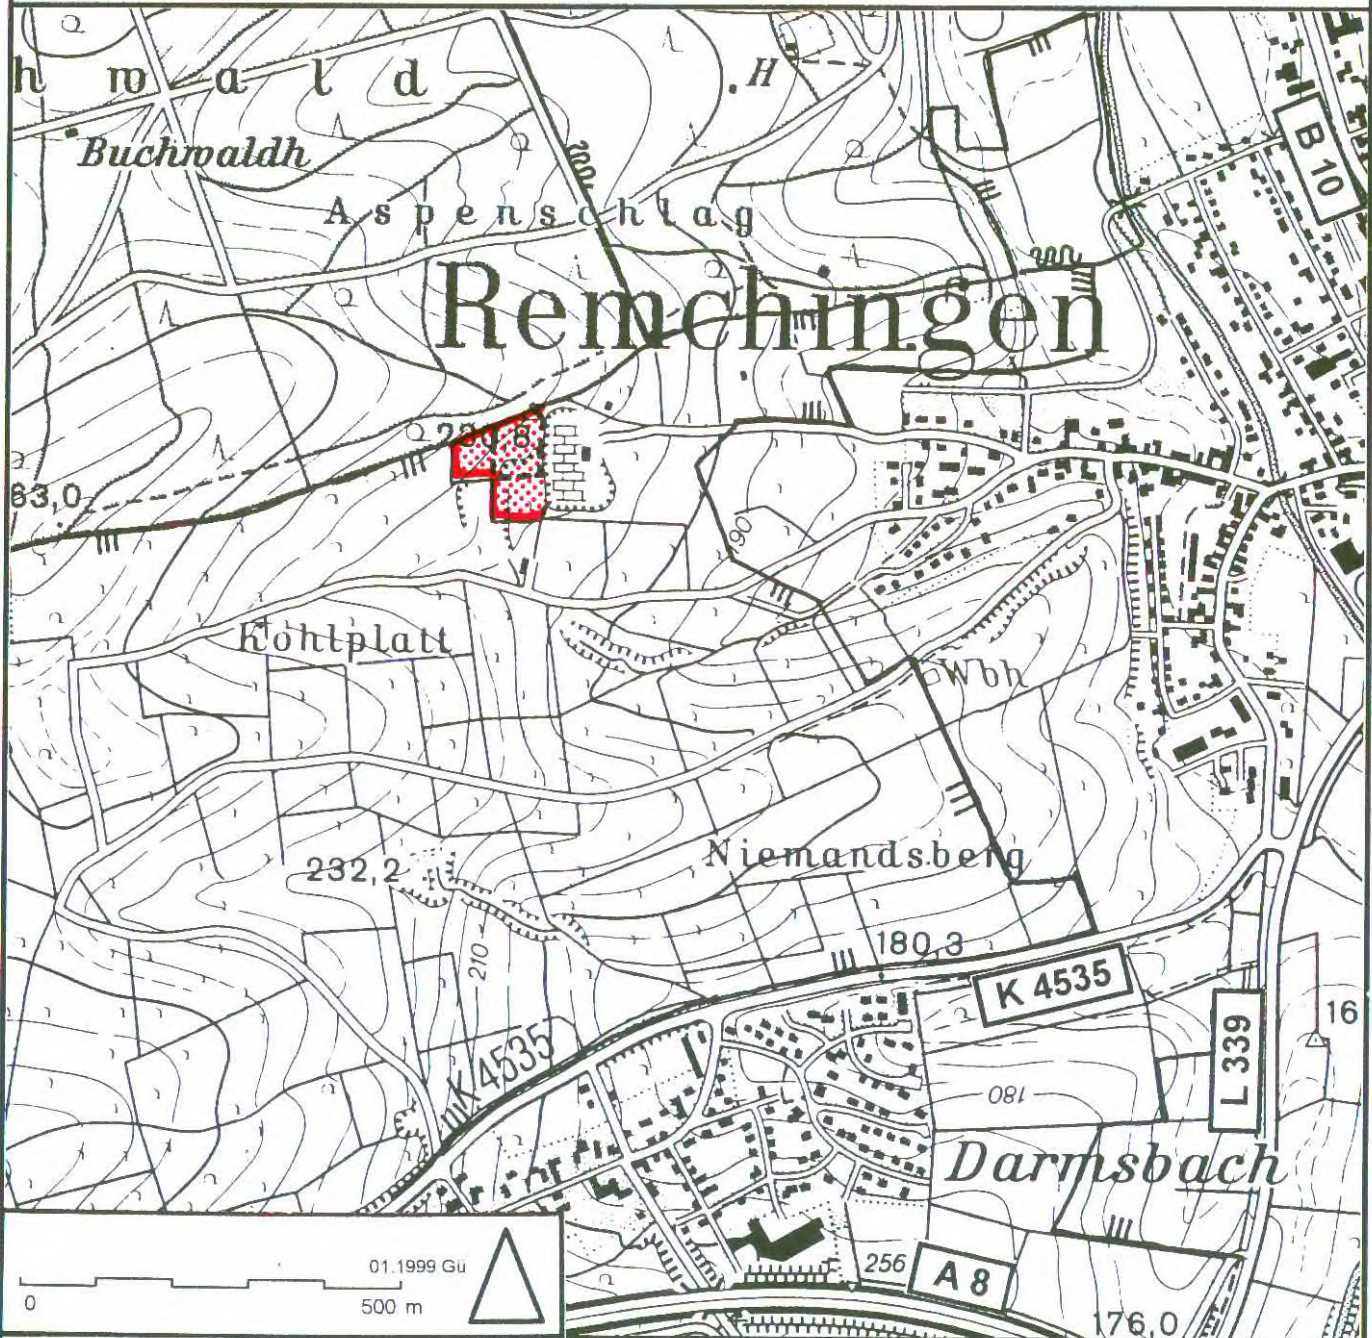 h w a l d
. H
B 10
Buchwaldh
Aspenschlag
Remchingen
63,0
190
Kohlplatt
Wbh
Niemandsberg
232,2
180,3
210
K 4535
K 4535
16
L 339
180
Darmsbach
256
A 8
176,0
01.1999 Gü
0
500 m